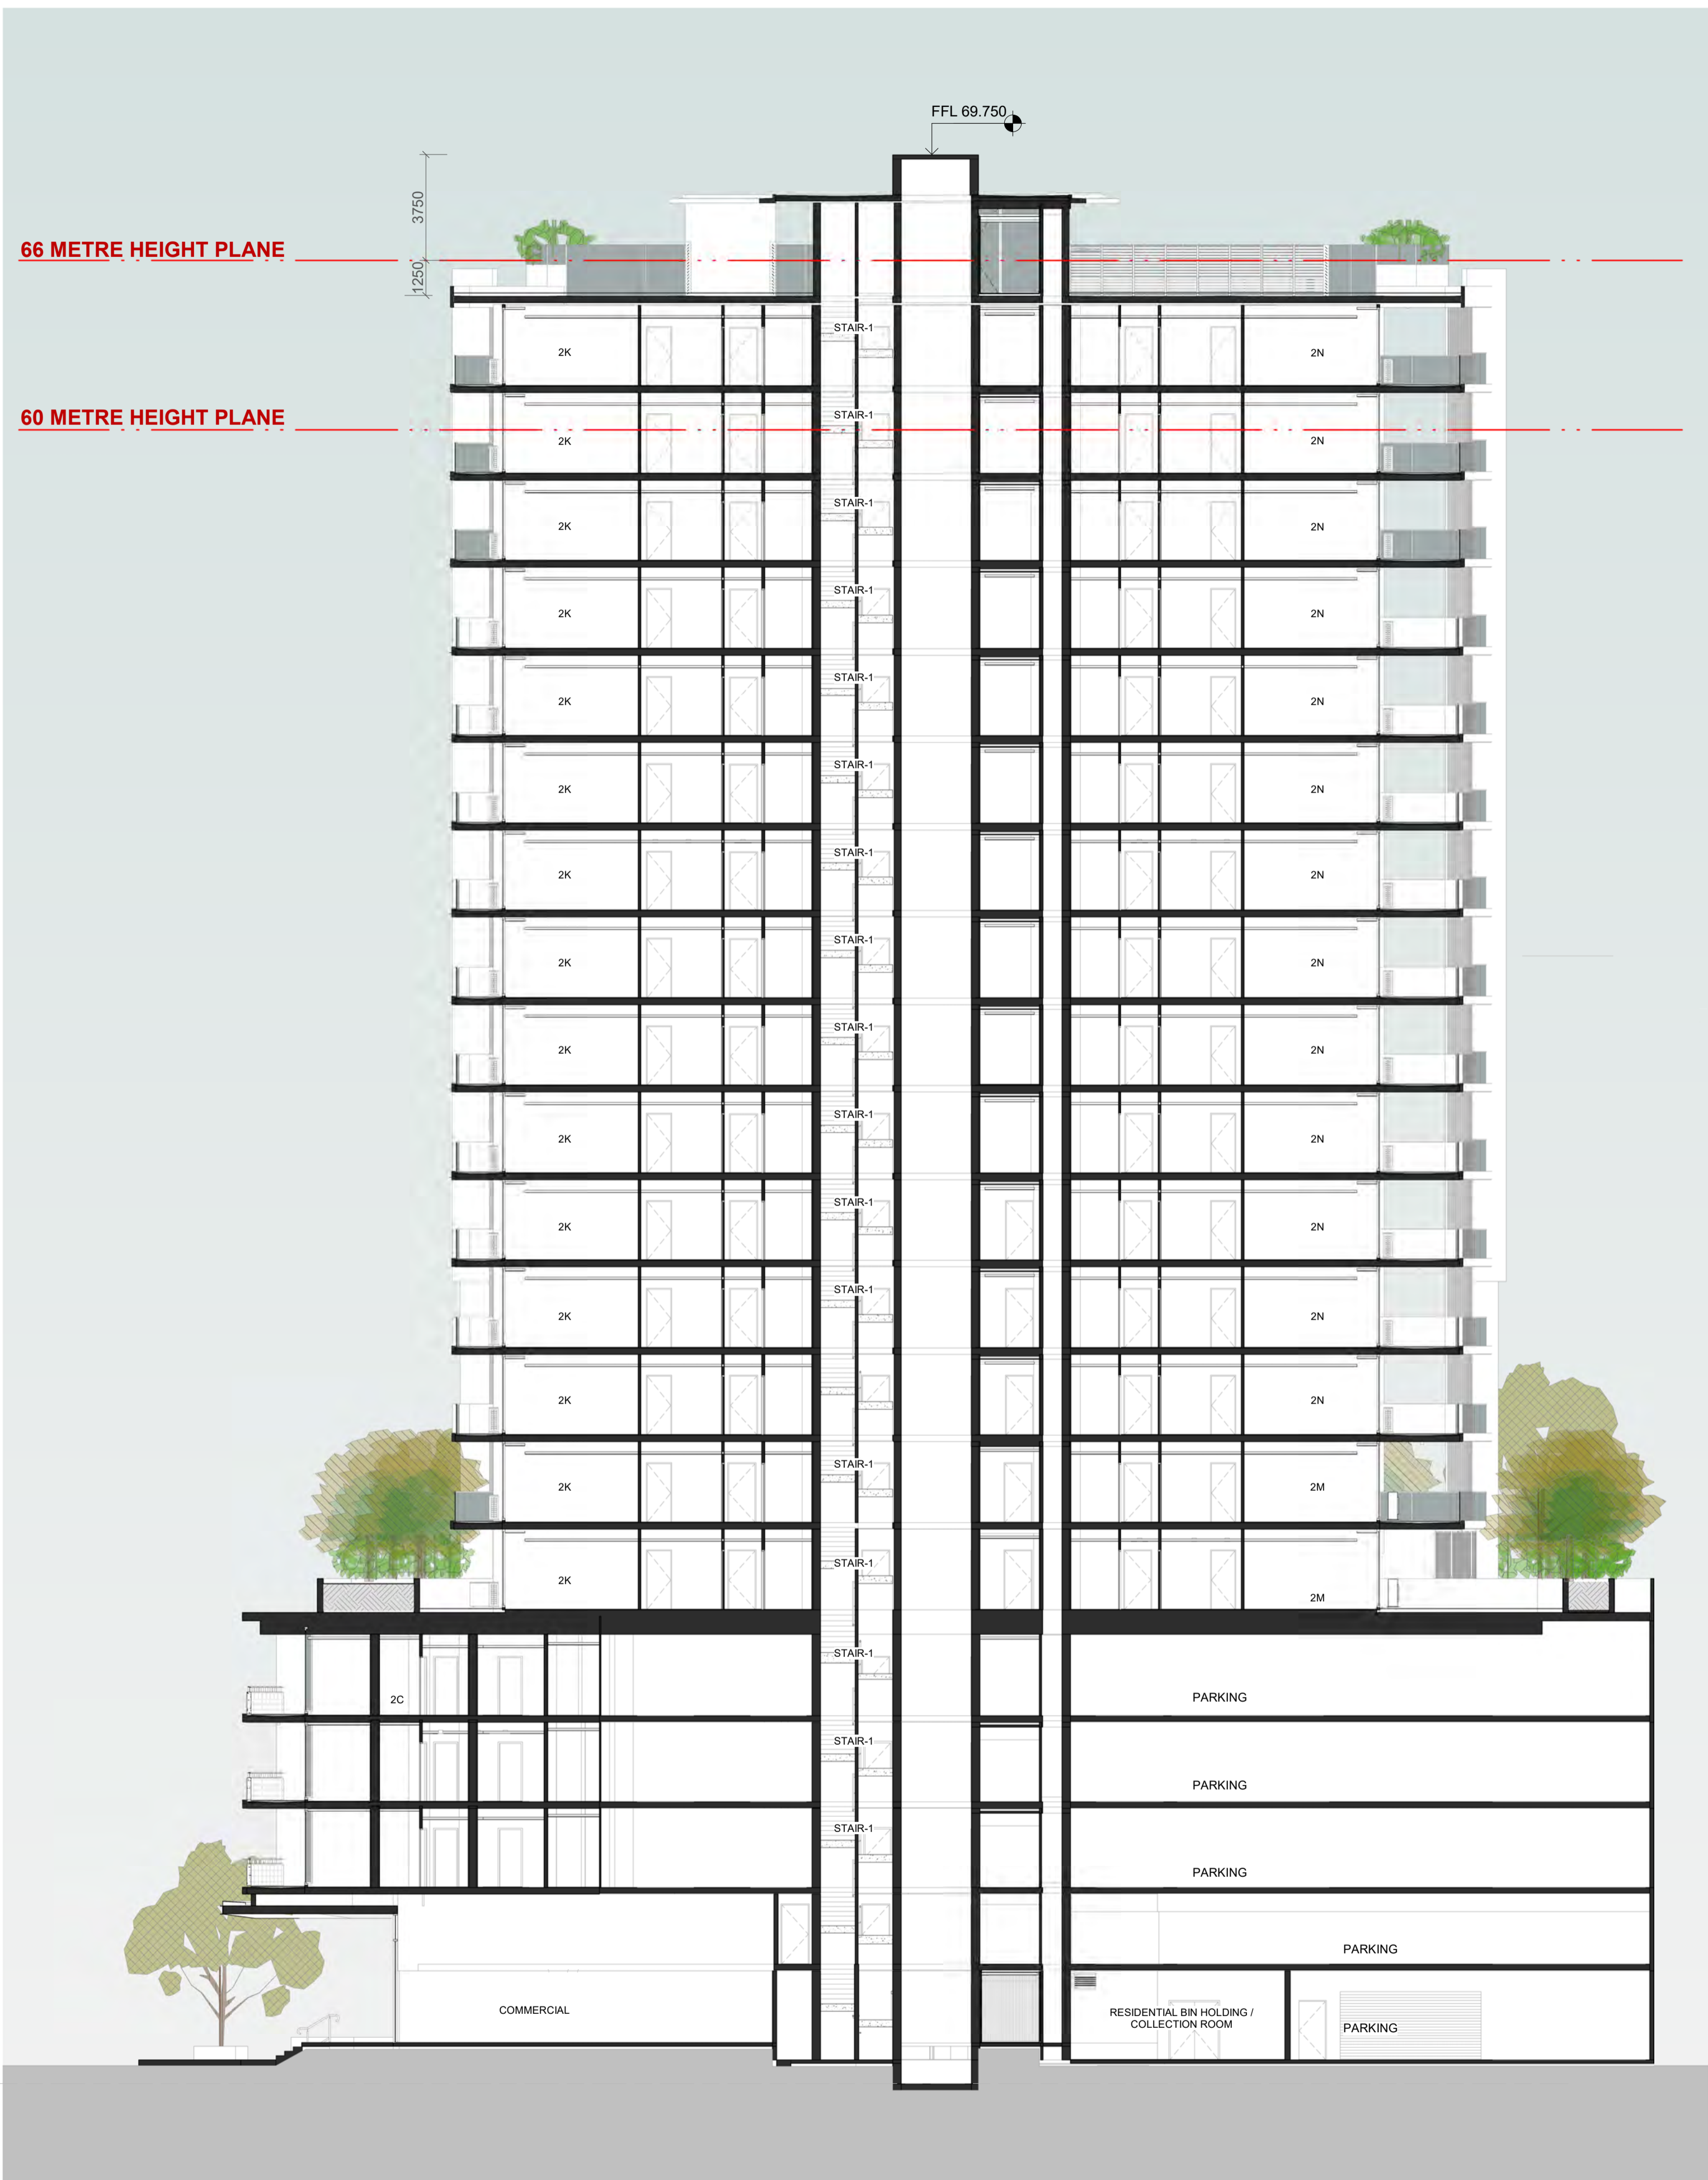 FFL 69.750
3750
66 METRE HEIGHT PLANE
1250
STAIR-1
2K
2N
60 METRE HEIGHT PLANE
STAIR-1
2K
2N
STAIR-1
2K
2N
STAIR-1
2K
2N
STAIR-1
2K
2N
STAIR-1
2K
2N
STAIR-1
2K
2N
STAIR-1
2K
2N
STAIR-1
2K
2N
STAIR-1
2K
2N
STAIR-1
2K
2N
STAIR-1
2K
2N
2K
2N
STAIR-1
2K
2M
STAIR-1
2K
2M
STAIR-1
2C
PARKING
STAIR-1
PARKING
STAIR-1
PARKING
PARKING
COMMERCIAL
RESIDENTIAL BIN HOLDING /
COLLECTION ROOM
PARKING